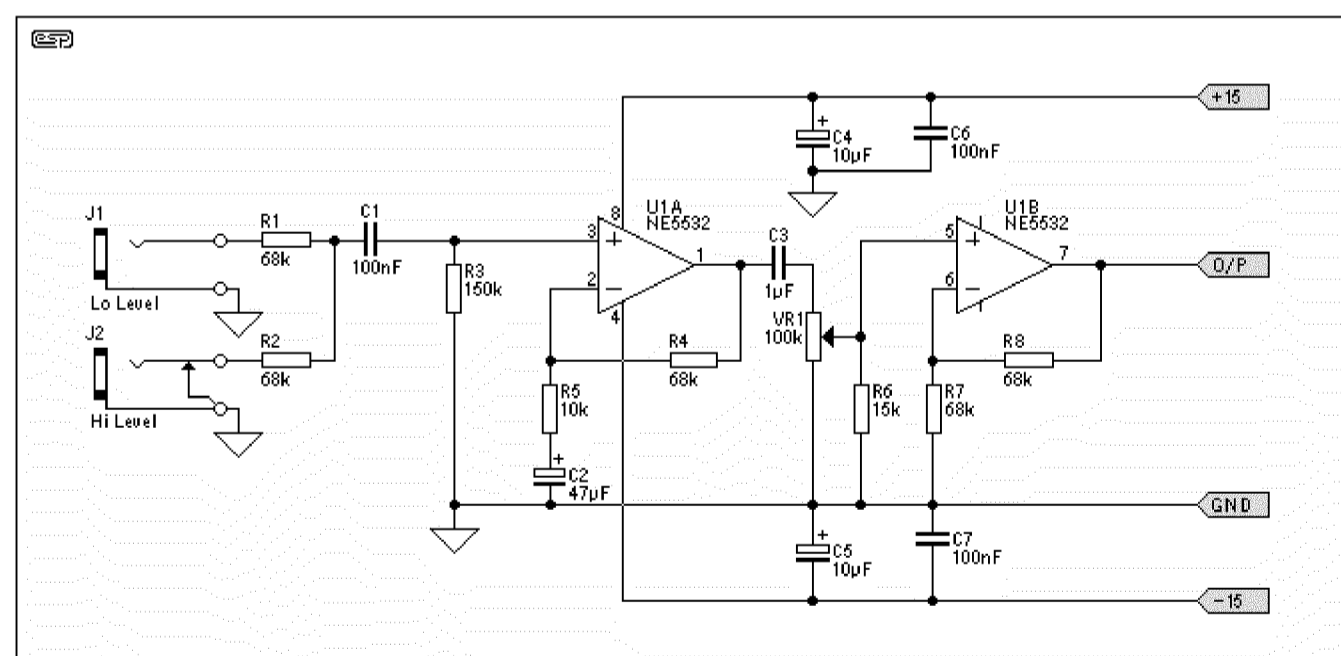 esp
+15
C4
10µF
C6
100nF
J1
R1
68k
C1
100nF
Lo Level
R3
150k
8
3
+
2
−
4
U1A
NE5532
1
C3
1µF
VR1
100k
U1B
NE5532
5
+
6
−
7
O/P
J2
R2
68k
Hi Level
R4
68k
R5
10k
+
C2
47µF
R6
15k
R7
68k
R8
68k
GND
+
C5
10µF
C7
100nF
−15